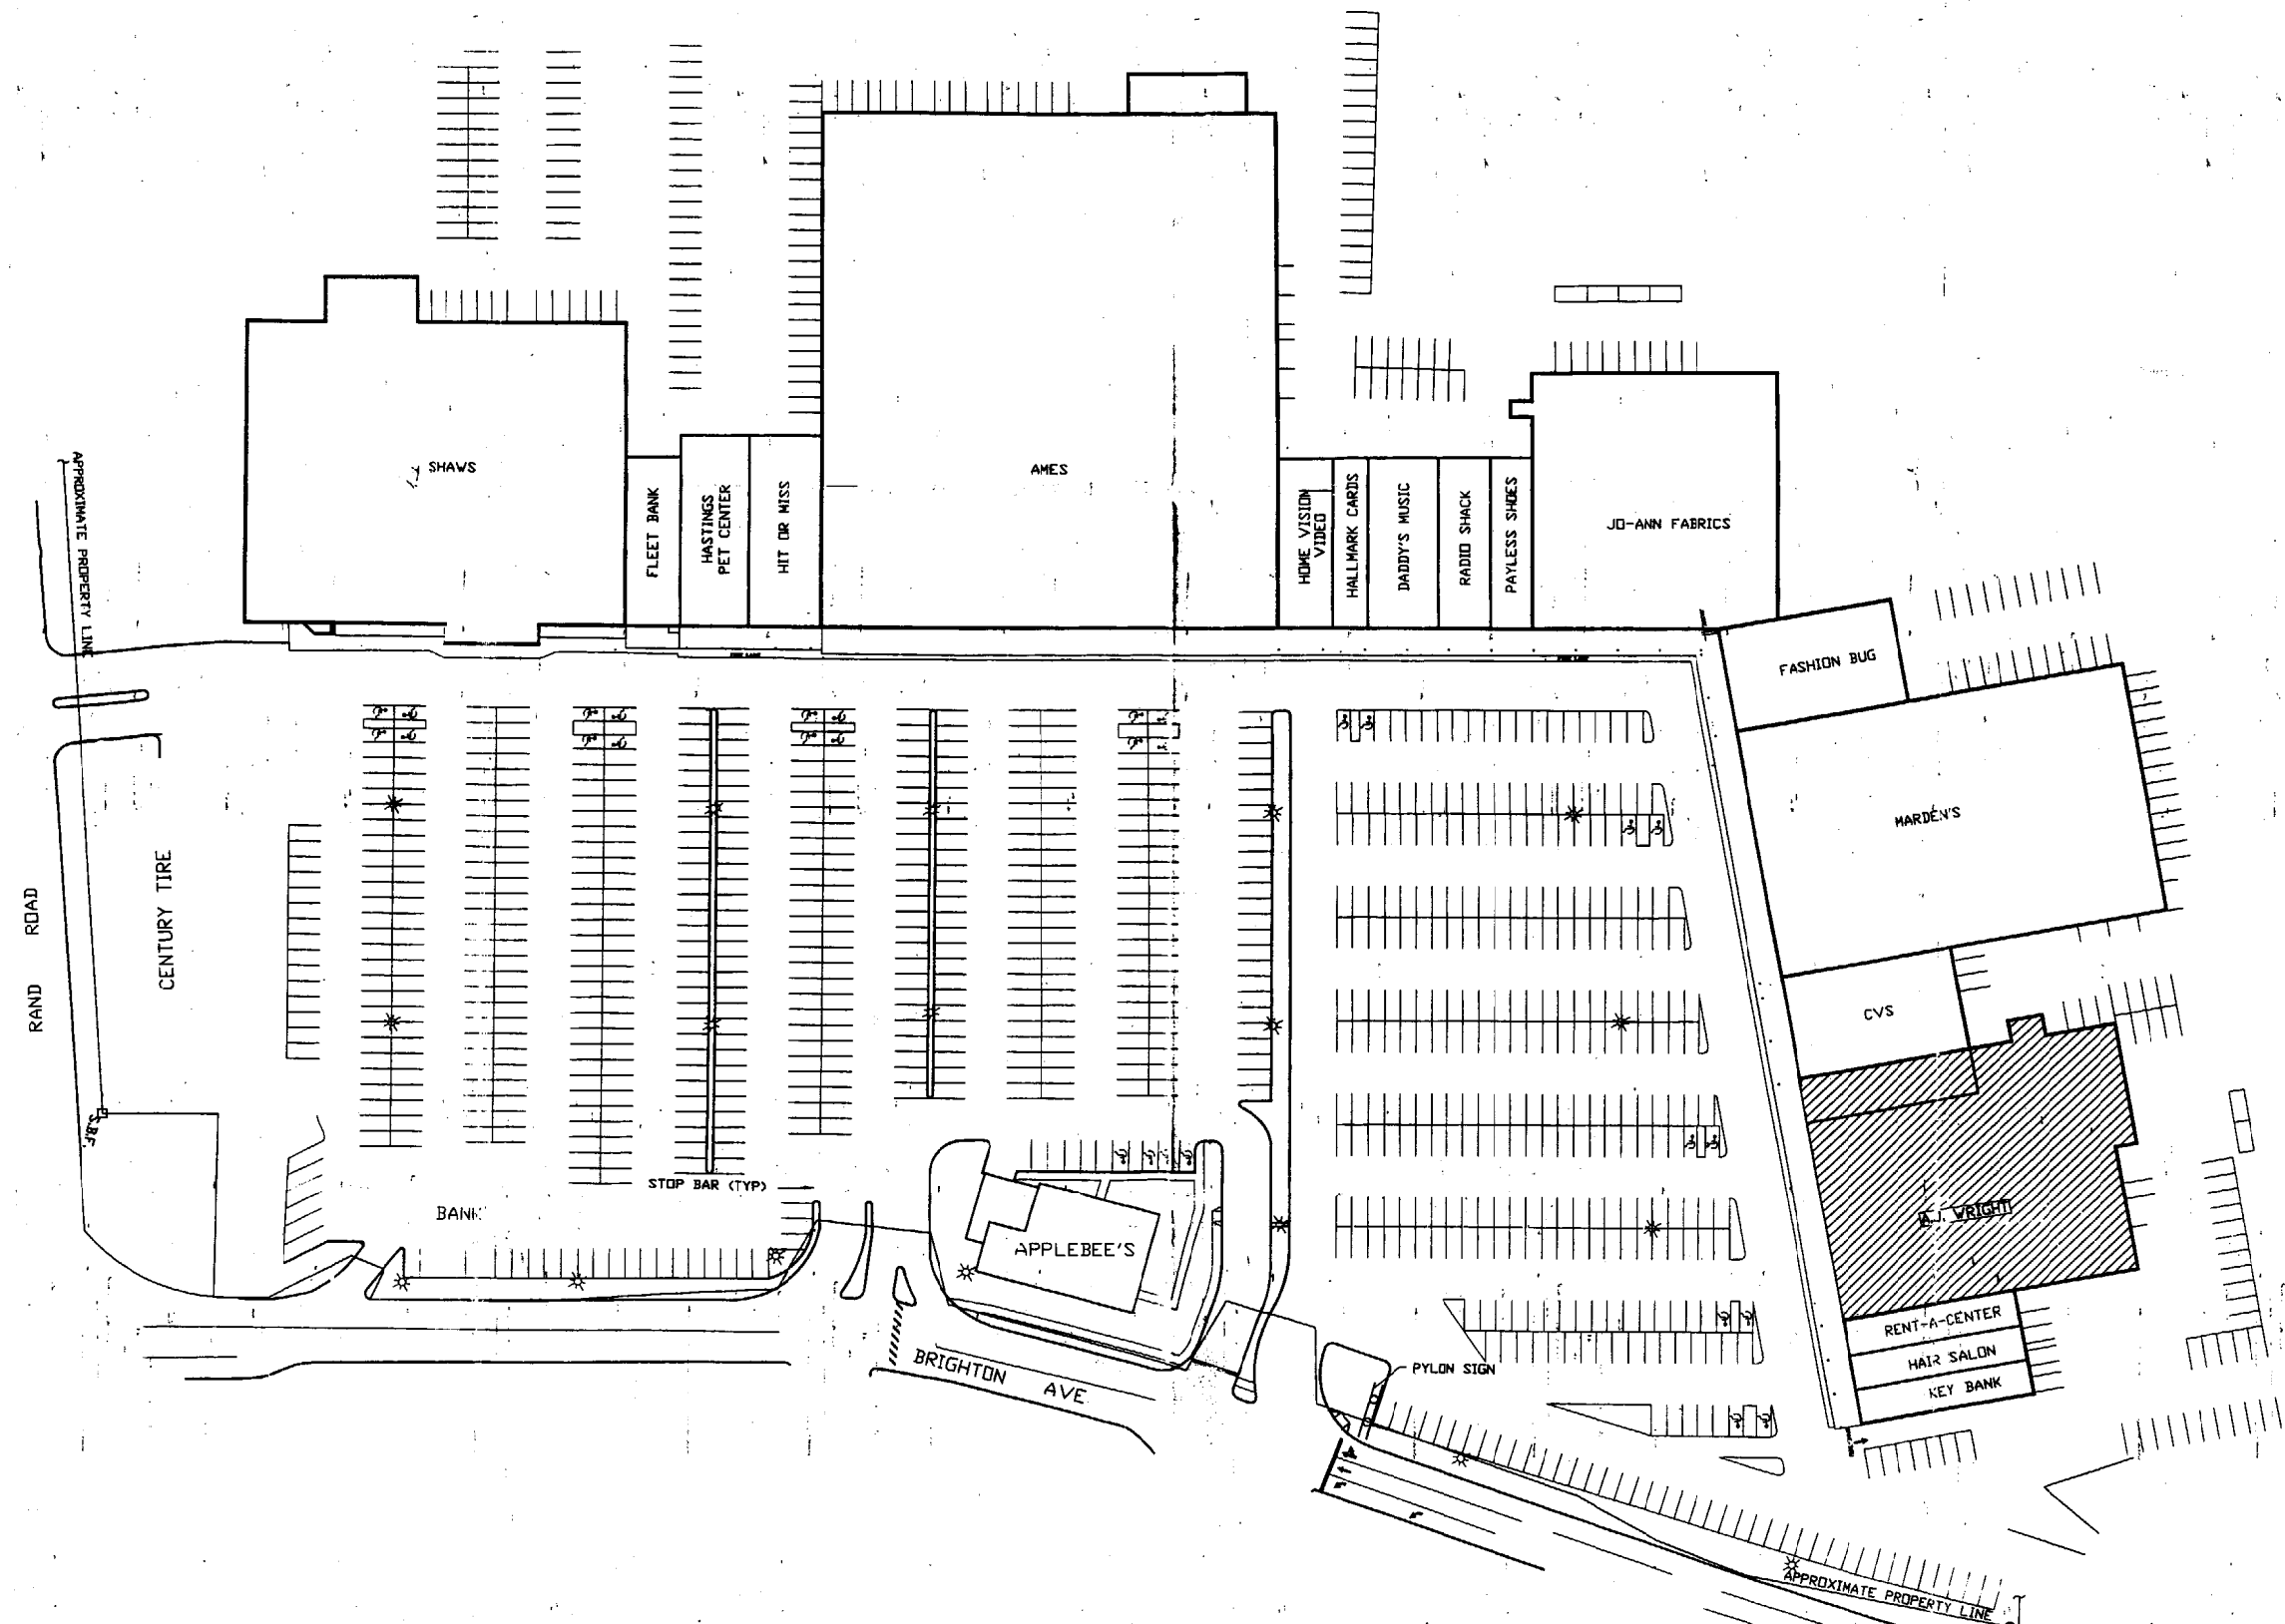 SHAWS
FLEET BANK
HASTINGS
PET CENTER
HIT OR MISS
AMES
HOME VISION
VIDEO
HALLMARK CARDS
DADDY'S MUSIC
RADIO SHACK
PAYLESS SHOES
JO-ANN FABRICS
APPROXIMATE PROPERTY LINE
FASHION BUG
MARDEN'S
CVS
A.J. WRIGHT
RENT-A-CENTER
HAIR SALON
KEY BANK
RAND ROAD
CENTURY TIRE
S.B.F.
STOP BAR (TYP)
BANK
APPLEBEE'S
BRIGHTON AVE
PYLON SIGN
APPROXIMATE PROPERTY LINE